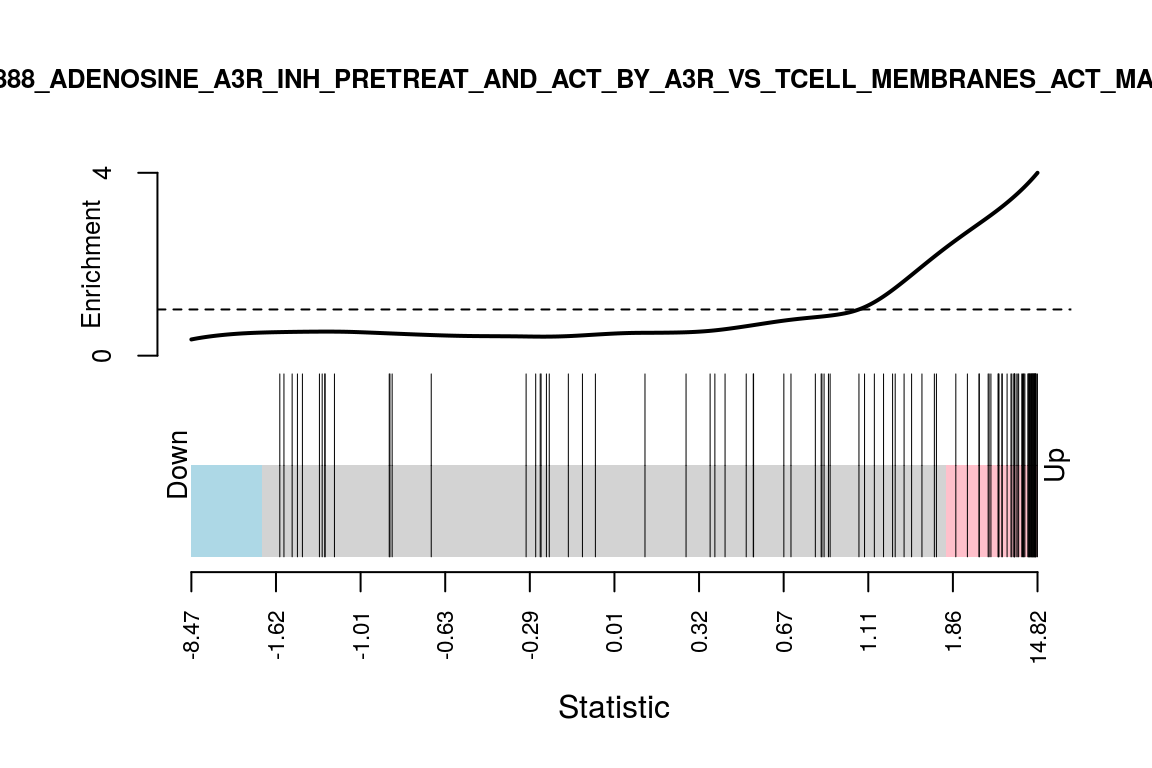 888_ADENOSINE_A3R_INH_PRETREAT_AND_ACT_BY_A3R_VS_TCELL_MEMBRANES_ACT_MA
Enrichment
4
0
Down
Up
-8.47
-1.62
-1.01
-0.63
-0.29
0.01
0.32
0.67
1.11
1.86
14.82
Statistic